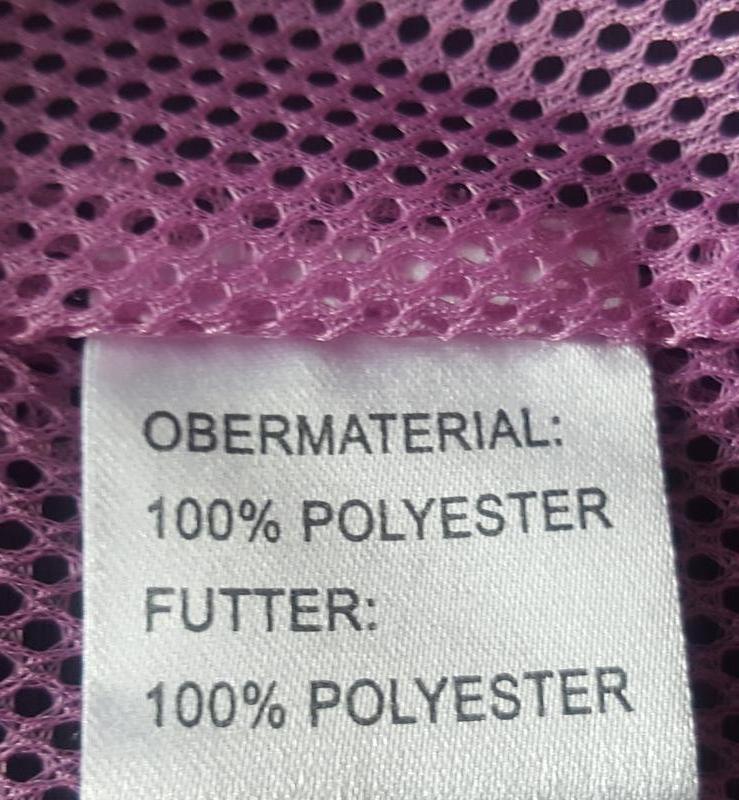 OBERMATERIAL:
100% POLYESTER
FUTTER:
100% POLYESTER